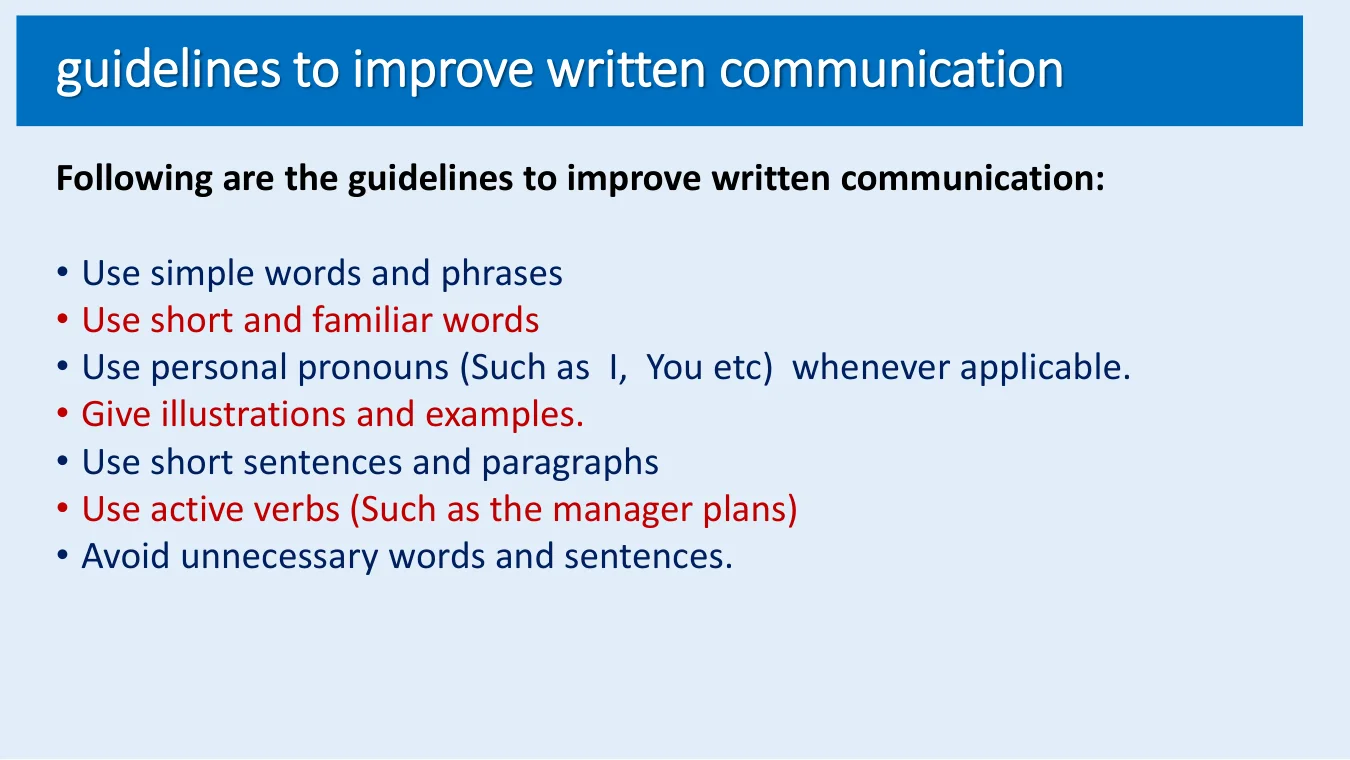 guidelines to improve written communication
Following are the guidelines to improve written communication:
• Use simple words and phrases
• Use short and familiar words
• Use personal pronouns (Such as  I,  You etc)  whenever applicable.
• Give illustrations and examples.
• Use short sentences and paragraphs
• Use active verbs (Such as the manager plans)
• Avoid unnecessary words and sentences.